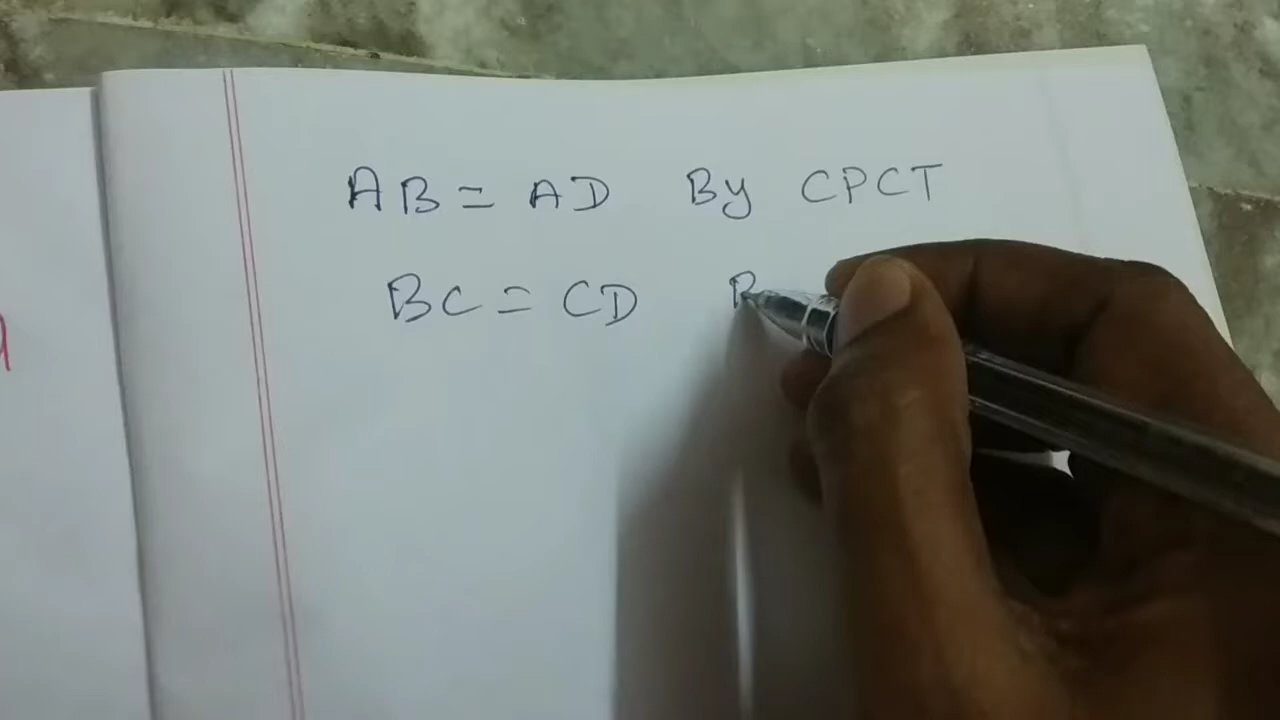 AB = AD By CPCT
BC = CD B